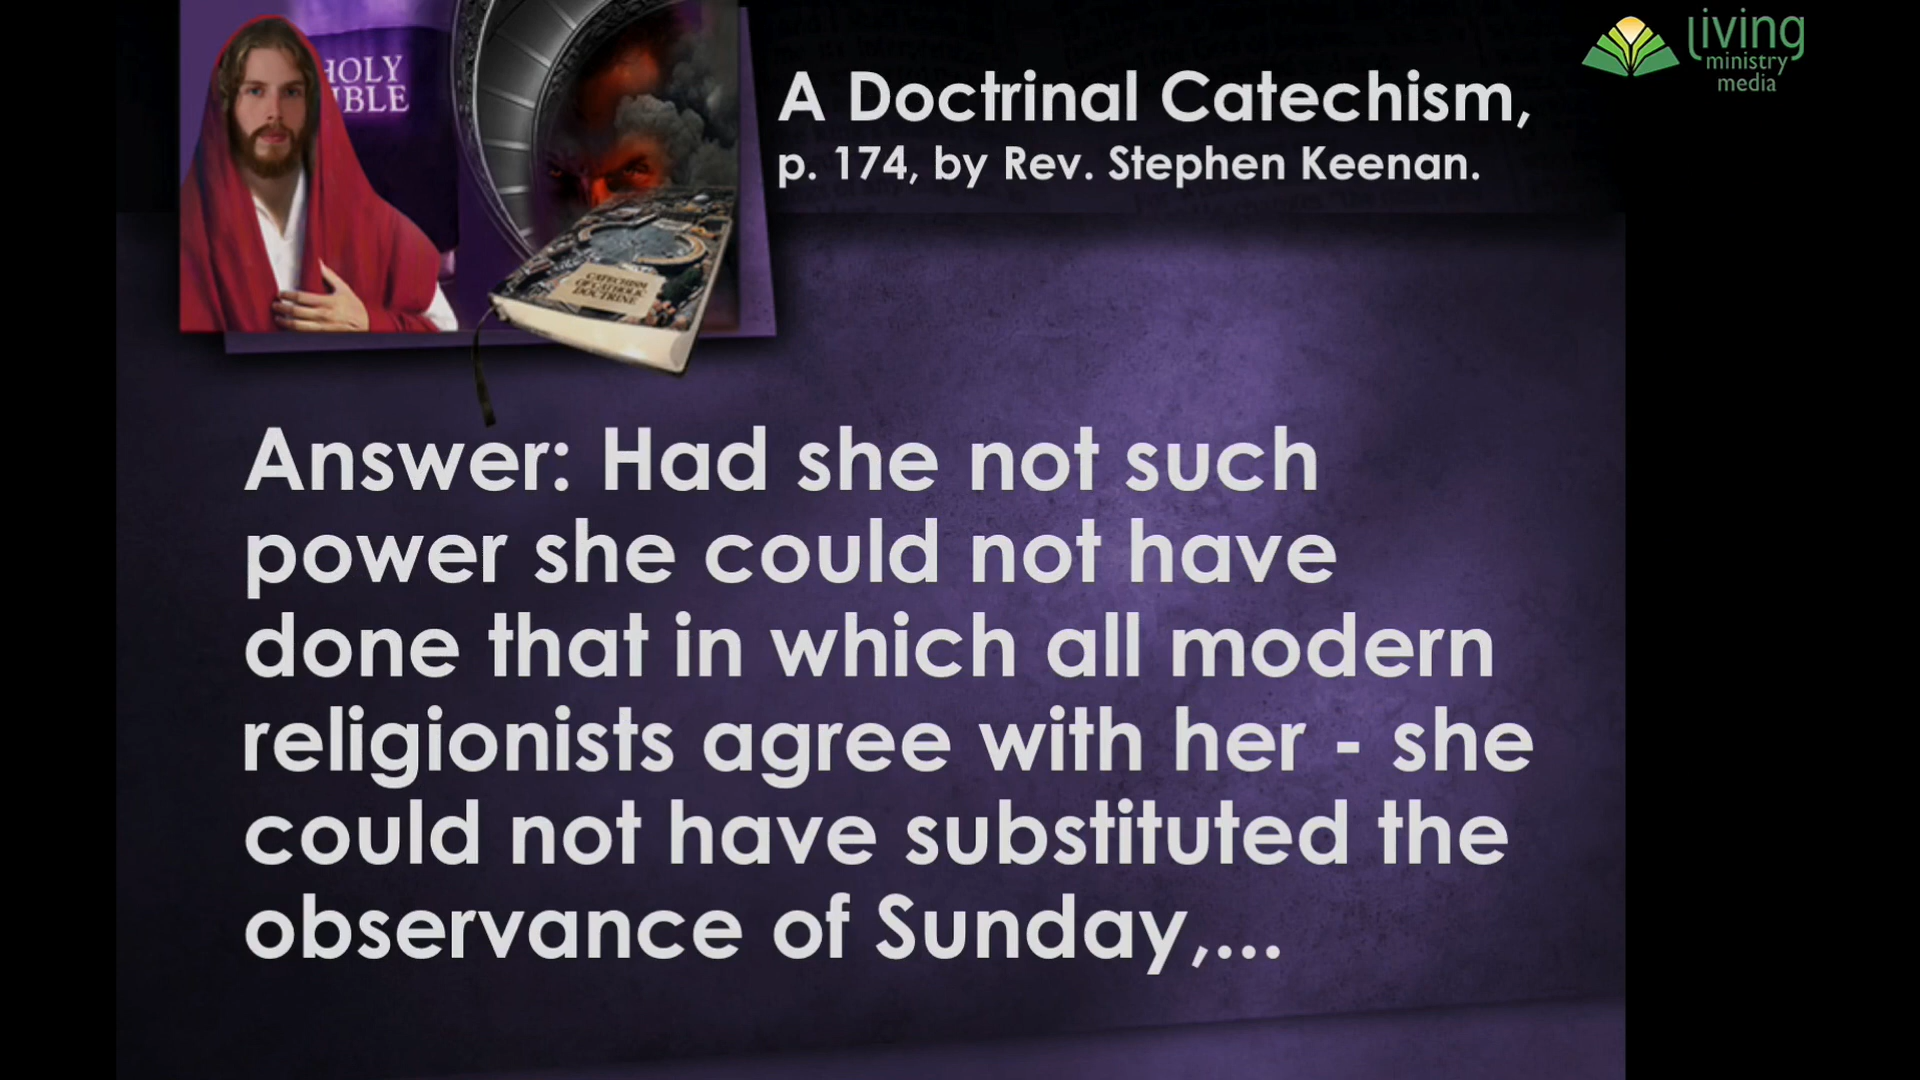 HOLY
BIBLE
CATECHISM
OF CATHOLIC
DOCTRINE
A Doctrinal Catechism,
p. 174, by Rev. Stephen Keenan.
living
ministry
media
Answer: Had she not such
power she could not have
done that in which all modern
religionists agree with her - she
could not have substituted the
observance of Sunday,...